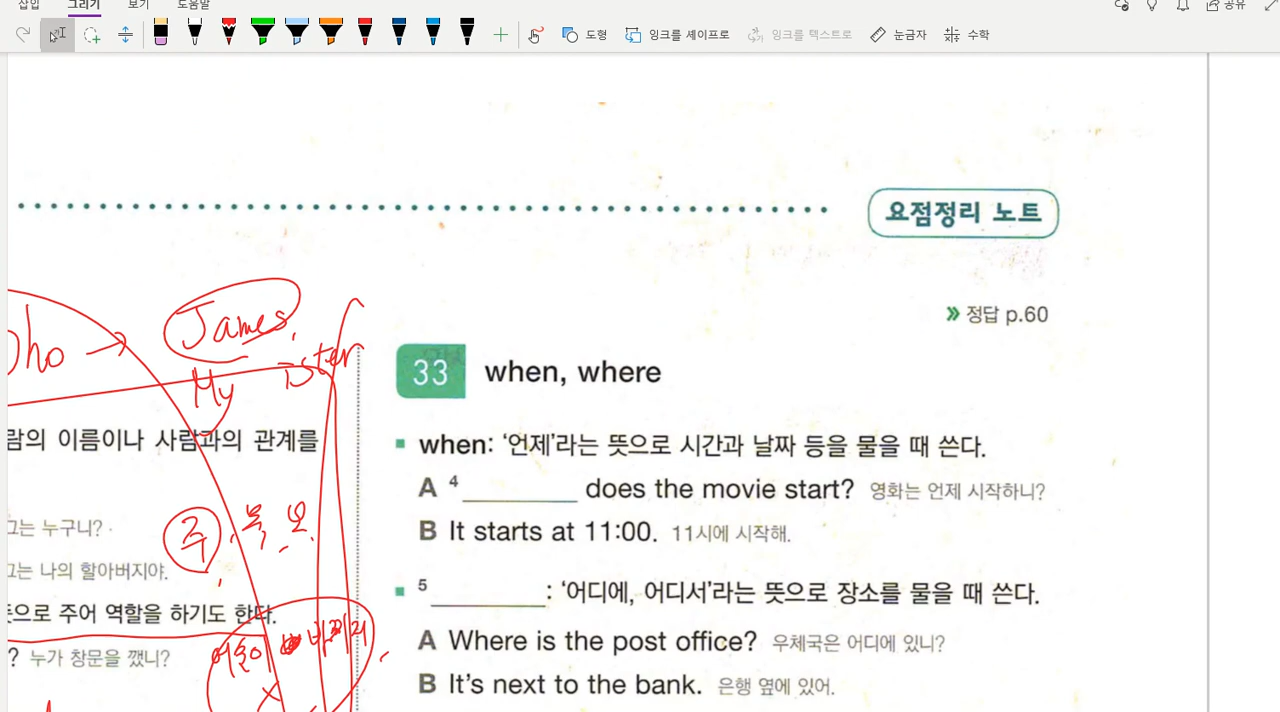 삽입 그리기 보기 도움말
공유
도형 잉크를 셰이프로 잉크를 텍스트로 눈금자 수학
요점정리 노트
정답 p.60
James
My sister
33 when, where
람의 이름이나 사람과의 관계를
when: ‘언제’라는 뜻으로 시간과 날짜 등을 물을 때 쓴다.
A 4 ________ does the movie start? 영화는 언제 시작하니?
그는 누구니?
주, 목, 보
B It starts at 11:00. 11시에 시작해.
그는 나의 할아버지야.
5 ________: ‘어디에, 어디서’라는 뜻으로 장소를 물을 때 쓴다.
뜻으로 주어 역할을 하기도 한다.
A Where is the post office? 우체국은 어디에 있니?
? 누가 창문을 깼니?
B It’s next to the bank. 은행 옆에 있어.